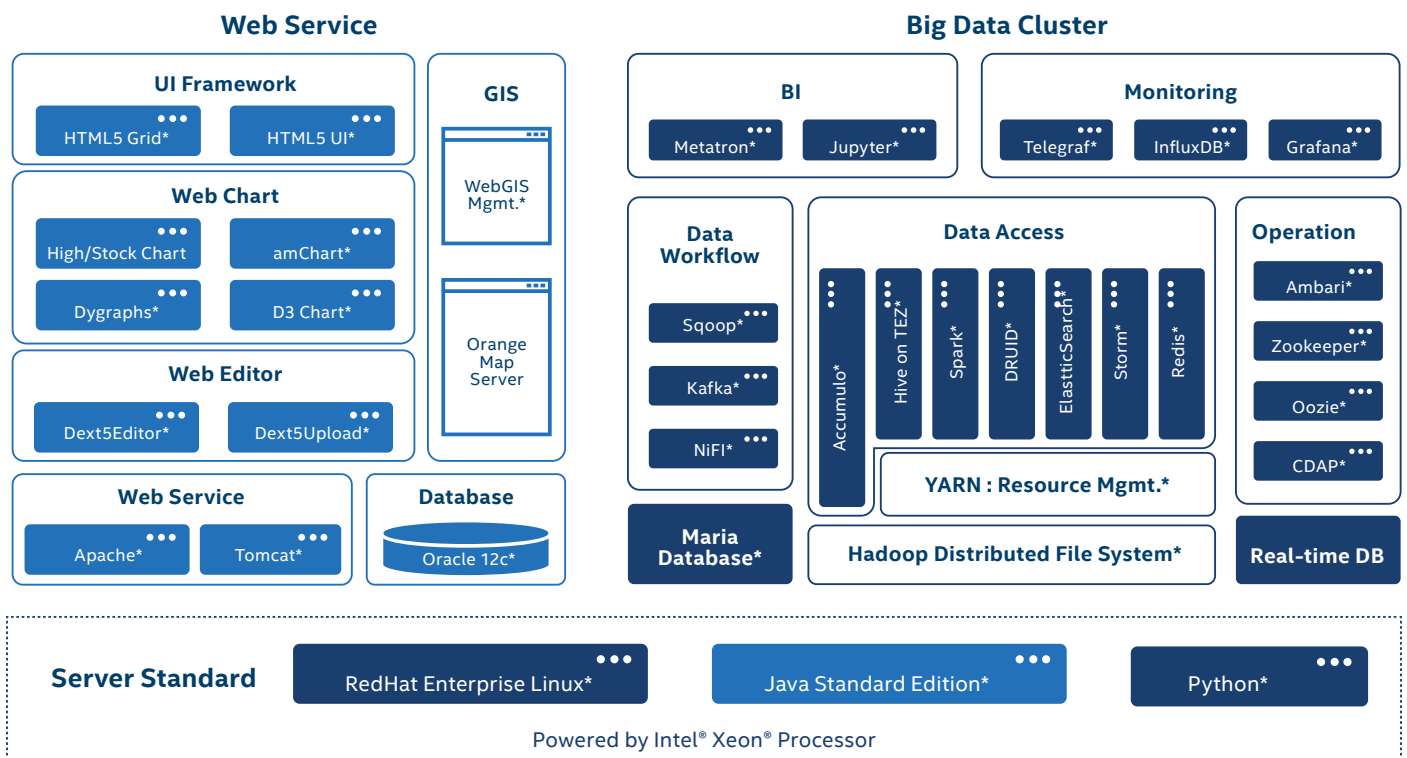 Web Service
UI Framework
HTML5 Grid*
HTML5 UI*
Web Chart
High/Stock Chart
amChart*
Dygraphs*
D3 Chart*
Web Editor
Dext5Editor*
Dext5Upload*
GIS
WebGIS
Mgmt.*
Orange
Map
Server
Web Service
Apache*
Tomcat*
Database
Oracle 12c*
Big Data Cluster
BI
Metatron*
Jupyter*
Monitoring
Telegraf*
InfluxDB*
Grafana*
Data
Workflow
Sqoop*
Kafka*
NiFI*
Maria
Database*
Data Access
Accumulo*
Hive on TEZ*
Spark*
DRUID*
ElastticSearch*
Storm*
Redis*
YARN : Resource Mgmt.*
Hadoop Distributed File System*
Operation
Ambari*
Zookeeper*
Oozie*
CDAP*
Real-time DB
Server Standard
RedHat Enterprise Linux*
Java Standard Edition*
Python*
Powered by Intel® Xeon® Processor